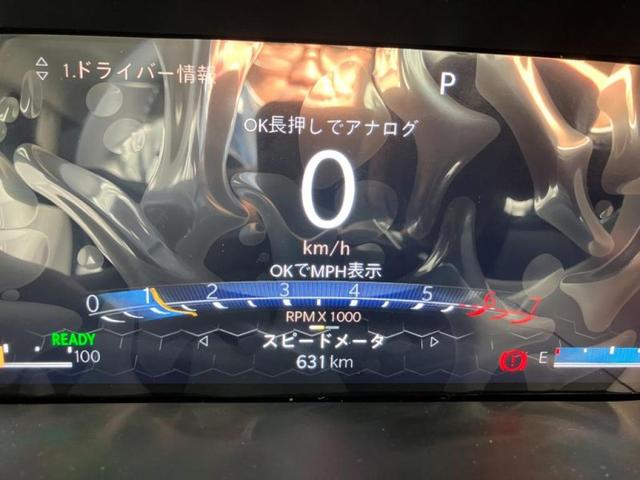 1.ドライバー情報
P
OK長押しでアナログ
0
km/h
OKでMPH表示
0 1 2 3 4 5 6 7
RPM X 1000
READY
100
スピードメータ
E
631 km